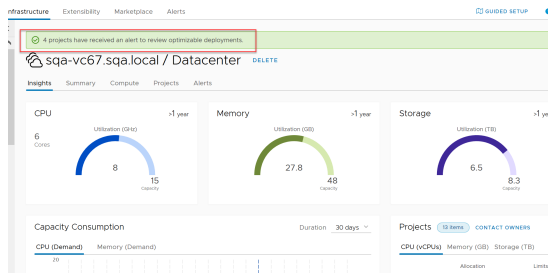 nfrastructure Extensibility Marketplace Alerts GUIDED SETUP
4 projects have received an alert to review optimizable deployments.
sqa-vc67.sqa.local / Datacenter DELETE
Insights Summary Compute Projects Alerts
CPU >1 year
Utilization (GHz)
6
Cores
8
15
Capacity
Memory >1 year
Utilization (GB)
27.8
48
Capacity
Storage >1 ye
Utilization (TB)
6.5
8.3
Capacity
Capacity Consumption Duration 30 days
CPU (Demand) Memory (Demand)
20
Projects 13 items CONTACT OWNERS
CPU (vCPUs) Memory (GB) Storage (TB)
Allocation Limits